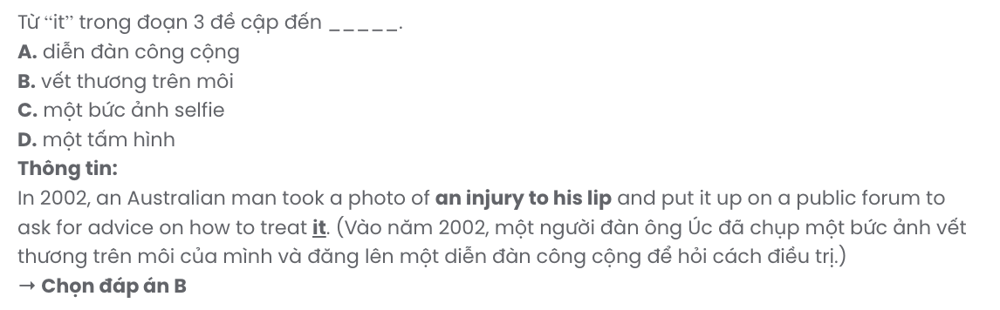 Từ “it” trong đoạn 3 đề cập đến _____.
A. diễn đàn công cộng
B. vết thương trên môi
C. một bức ảnh selfie
D. một tấm hình
Thông tin:
In 2002, an Australian man took a photo of an injury to his lip and put it up on a public forum to
ask for advice on how to treat it. (Vào năm 2002, một người đàn ông Úc đã chụp một bức ảnh vết
thương trên môi của mình và đăng lên một diễn đàn công cộng để hỏi cách điều trị.)
→ Chọn đáp án B